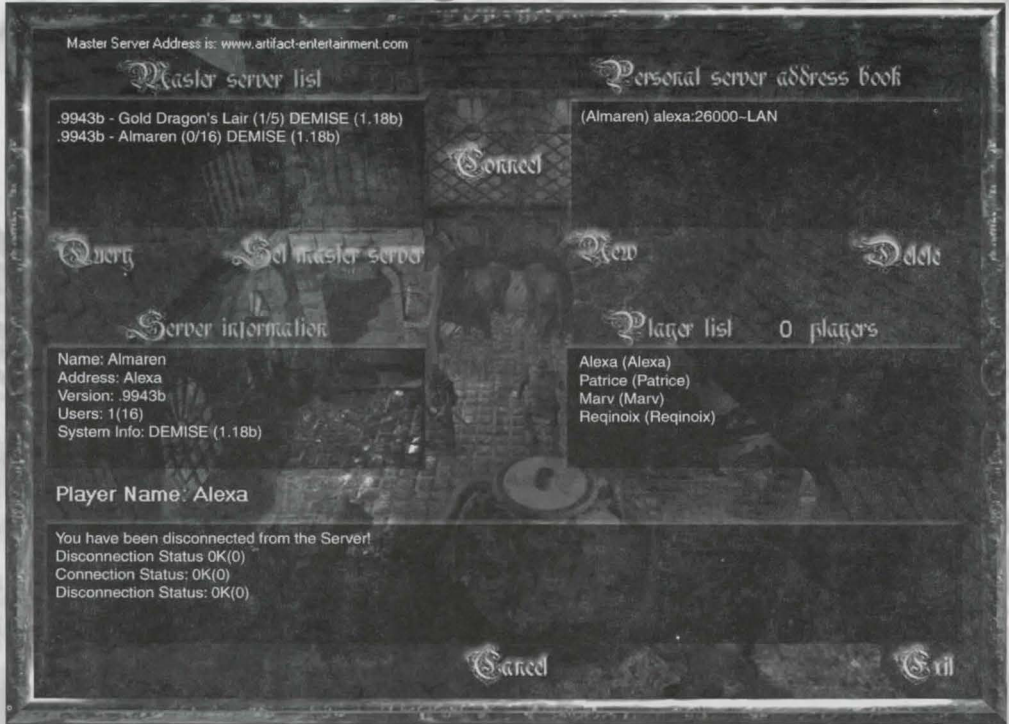 Master Server Address is: www.artifact-entertainment.com
Master server list
Personal server address book
.9943b - Gold Dragon's Lair (1/5) DEMISE (1.18b)
.9943b - Almaren (0/16) DEMISE (1.18b)
(Almaren) alexa:26000~LAN
Connect
Query
Set master server
New
Delete
Server information
Player list 0 players
Name: Almaren
Address: Alexa
Version: .9943b
Users: 1(16)
System Info: DEMISE (1.18b)
Alexa (Alexa)
Patrice (Patrice)
Marv (Marv)
Reqinoix (Reqinoix)
Player Name: Alexa
You have been disconnected from the Server!
Disconnection Status 0K(0)
Connection Status: 0K(0)
Disconnection Status: 0K(0)
Cancel
Exit